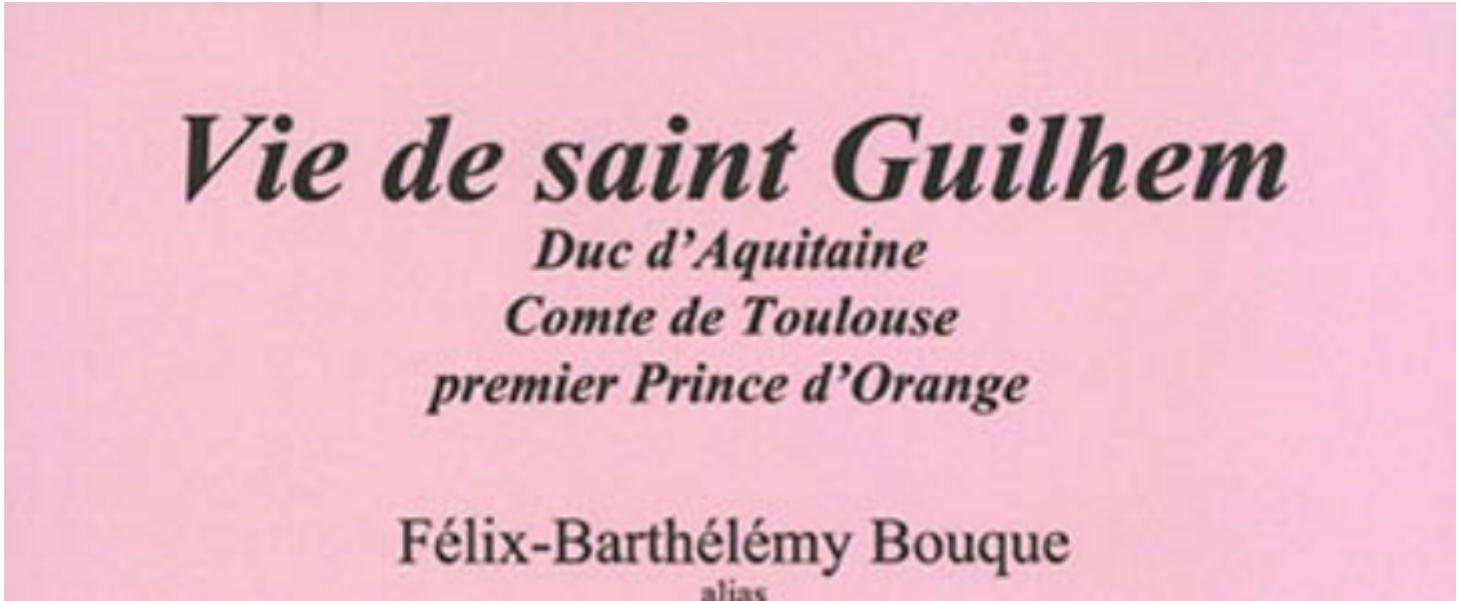 Vie de saint Guilhem
Duc d’Aquitaine
Comte de Toulouse
premier Prince d’Orange
Félix-Barthélémy Bouque
alias